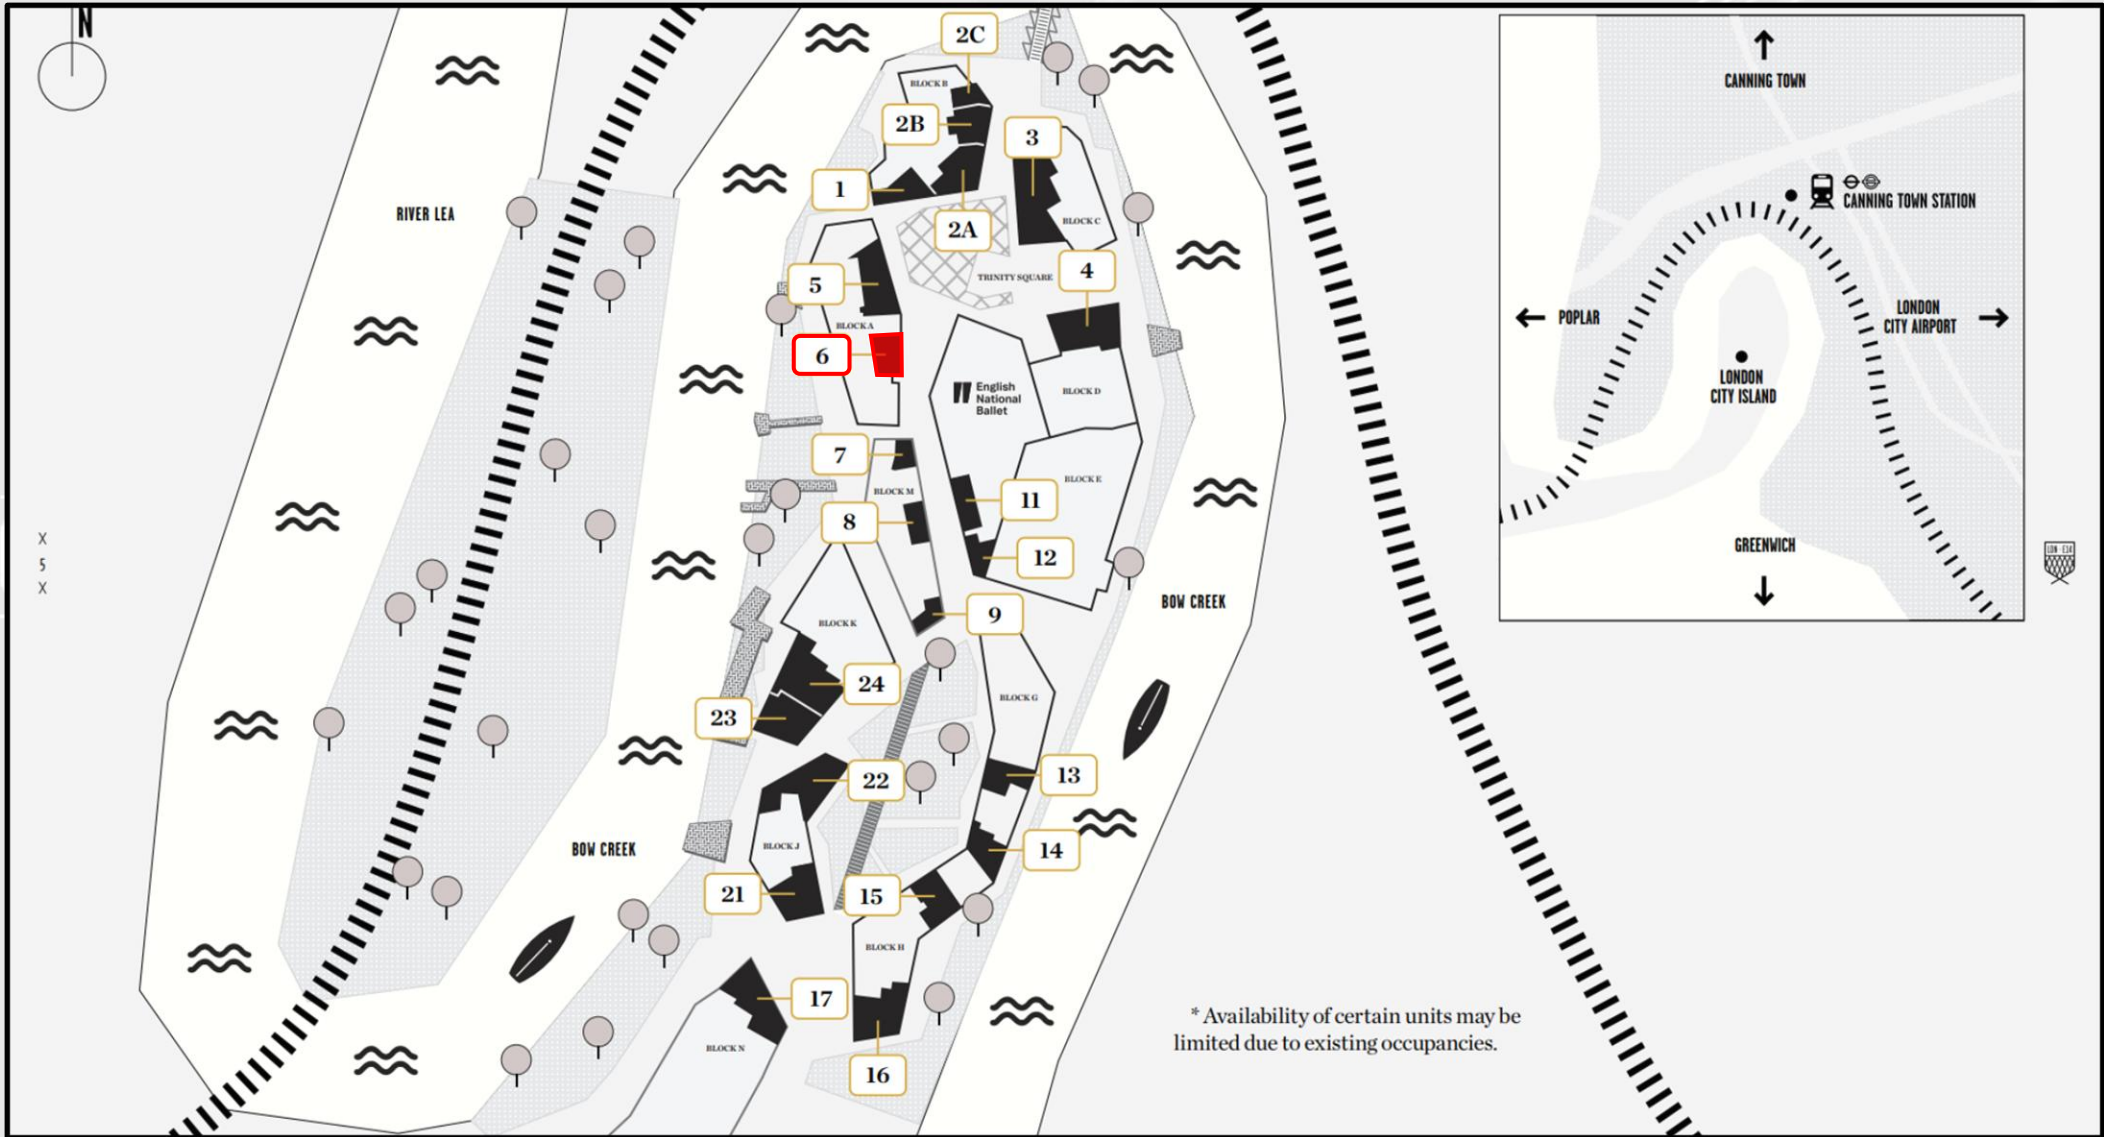 N
2C
BLOCK B
2B
3
1
2A
BLOCK C
TRINITY SQUARE
4
5
BLOCK A
6
English
National
Ballet
BLOCK D
7
BLOCK M
BLOCK E
11
8
12
9
BLOCK K
24
23
BLOCK G
13
22
14
BLOCK J
21
15
BLOCK H
17
BLOCK N
16
RIVER LEA
BOW CREEK
BOW CREEK
X
5
X
CANNING TOWN
CANNING TOWN STATION
POPLAR
LONDON
CITY AIRPORT
LONDON
CITY ISLAND
GREENWICH
LDN · E14
* Availability of certain units may be
limited due to existing occupancies.